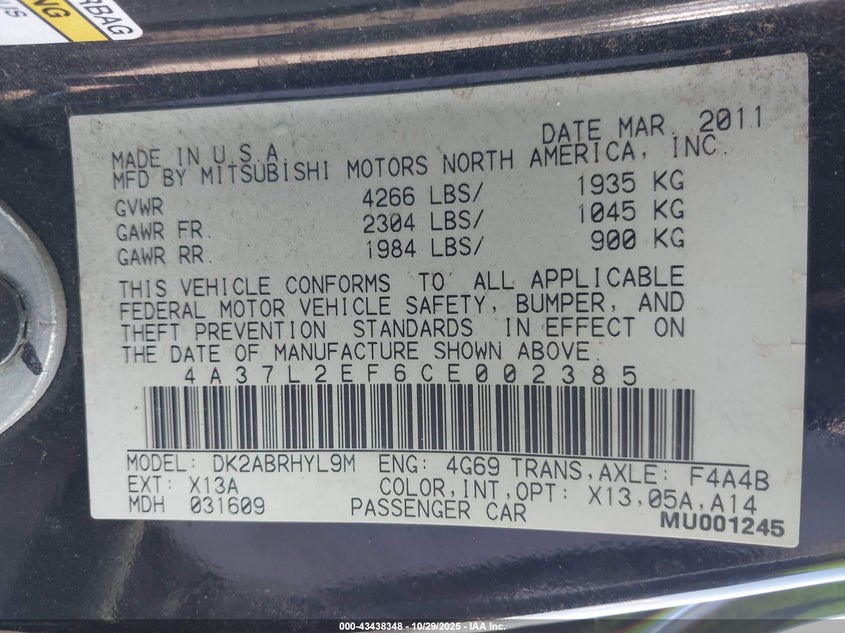 RBAG
NG
US
DATE MAR. 2011
MADE IN U.S.A.
MFD BY MITSUBISHI MOTORS NORTH AMERICA, INC.
GVWR 4266 LBS/ 1935 KG
GAWR FR. 2304 LBS/ 1045 KG
GAWR RR. 1984 LBS/ 900 KG
THIS VEHICLE CONFORMS TO ALL APPLICABLE
FEDERAL MOTOR VEHICLE SAFETY, BUMPER, AND
THEFT PREVENTION STANDARDS IN EFFECT ON
THE DATE OF MANUFACTURE SHOWN ABOVE.
4A37L2EF6CE002385
MODEL: DK2ABRHYL9M ENG: 4G69 TRANS,AXLE: F4A4B
EXT: X13A COLOR,INT,OPT: X13,05A,A14
MDH 031609 PASSENGER CAR
MU001245
000-43438348 - 10/29/2025 - IAA Inc.